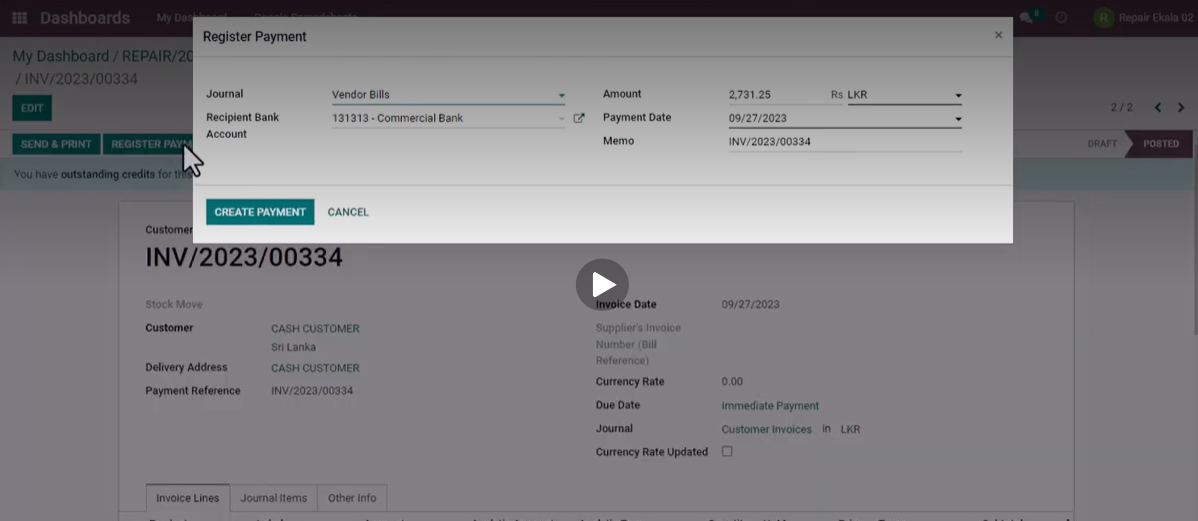 Dashboards My Dashboard 8 R Repair Ekala 02
My Dashboard / REPAIR/20
/ INV/2023/00334
EDIT
2 / 2
SEND & PRINT REGISTER PAYM
DRAFT POSTED
You have outstanding credits for this
Register Payment ×
Journal Vendor Bills
Recipient Bank Account 131313 - Commercial Bank
Amount 2,731.25 Rs LKR
Payment Date 09/27/2023
Memo INV/2023/00334
CREATE PAYMENT CANCEL
Customer
INV/2023/00334
Stock Move
Customer CASH CUSTOMER
Sri Lanka
Delivery Address CASH CUSTOMER
Payment Reference INV/2023/00334
Invoice Date 09/27/2023
Supplier's Invoice
Number (Bill
Reference)
Currency Rate 0.00
Due Date Immediate Payment
Journal Customer Invoices in LKR
Currency Rate Updated
Invoice Lines Journal Items Other Info